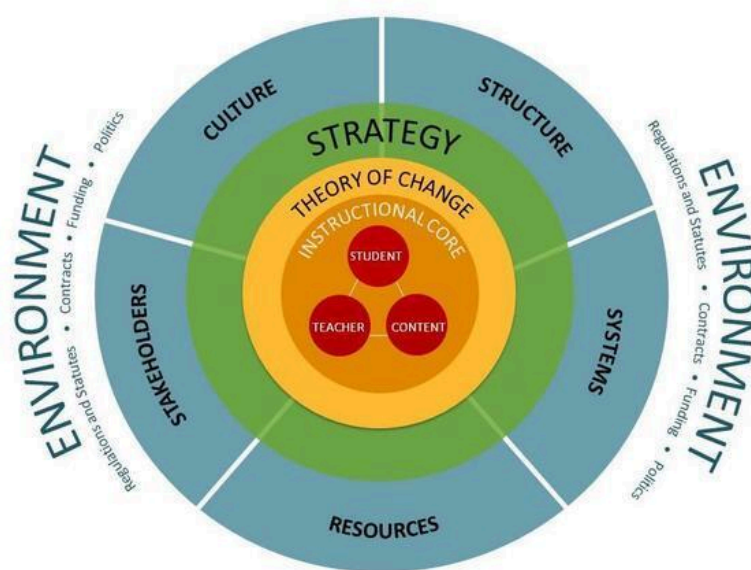 CULTURE
STRUCTURE
STRATEGY
THEORY OF CHANGE
INSTRUCTIONAL CORE
STUDENT
TEACHER
CONTENT
STAKEHOLDERS
SYSTEMS
RESOURCES
ENVIRONMENT
Regulations and Statutes • Contracts • Funding • Politics
ENVIRONMENT
Regulations and Statutes • Contracts • Funding • Politics